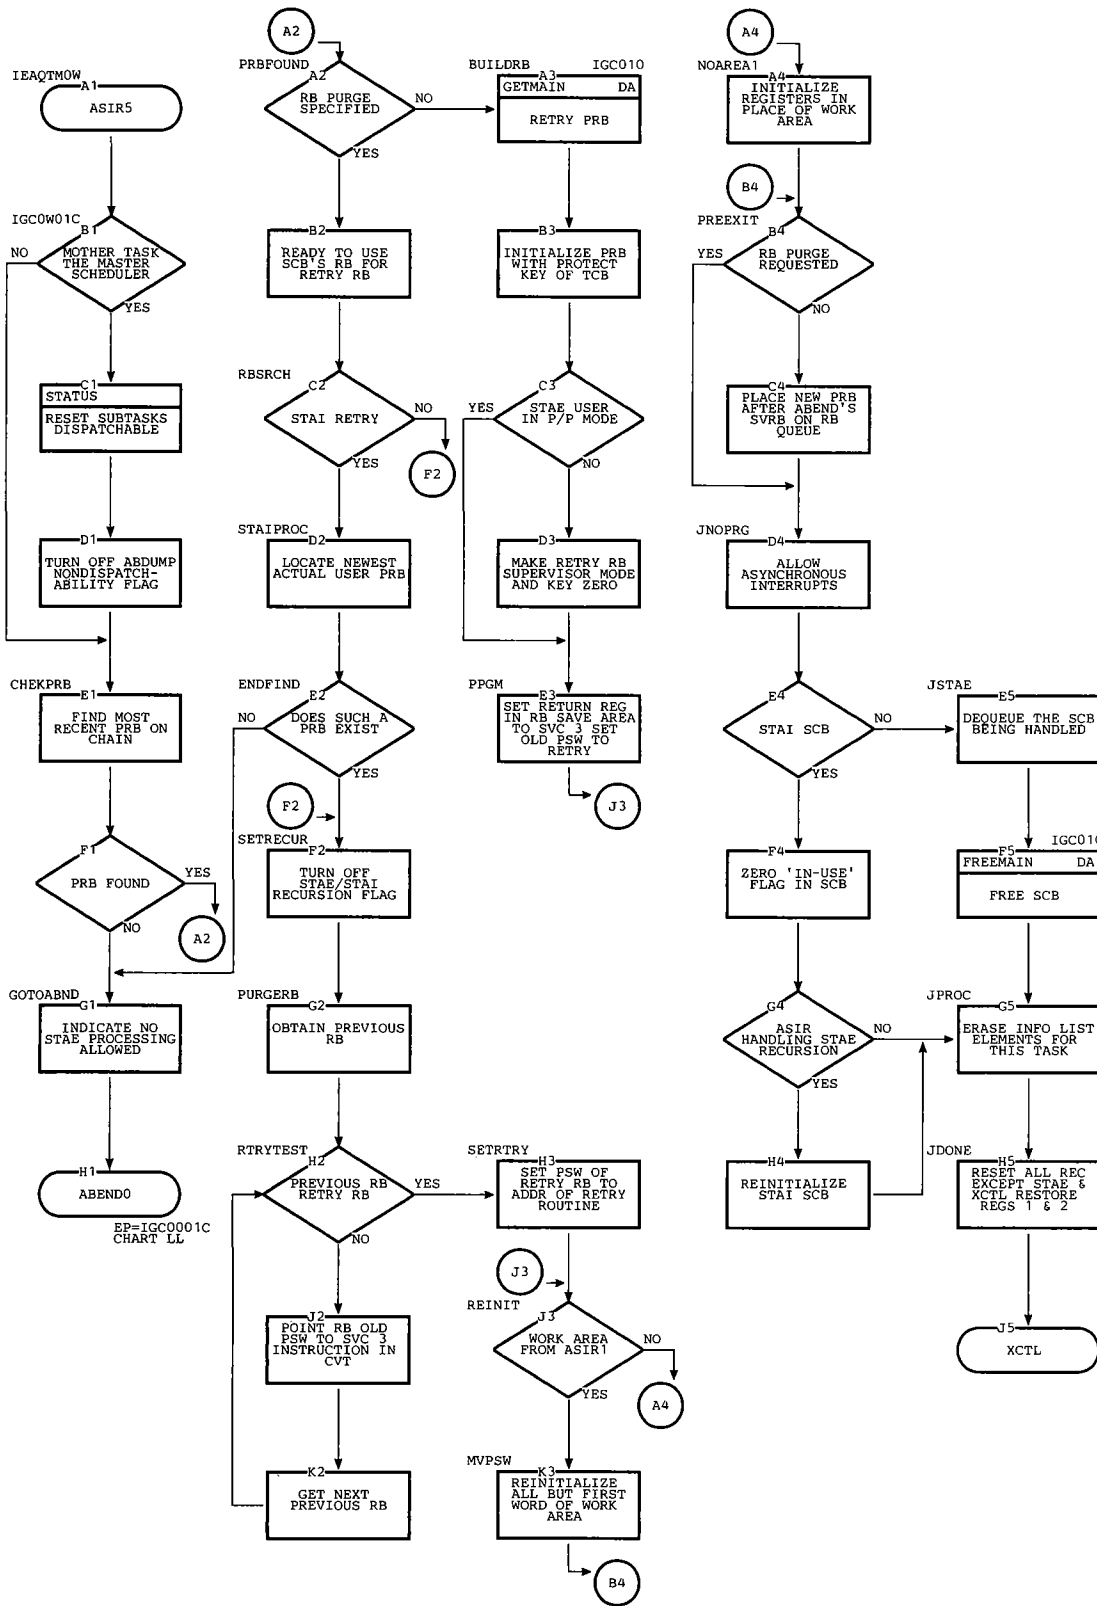 IEAQTM0W
A1
ASIR5
IGC0W01C
B1
MOTHER TASK
THE MASTER
SCHEDULER
NO
YES
C1
STATUS
RESET SUBTASKS
DISPATCHABLE
D1
TURN OFF ABDUMP
NONDISPATCH-
ABILITY FLAG
CHEKPRB
E1
FIND MOST
RECENT PRB ON
CHAIN
F1
PRB FOUND
YES
NO
A2
GOTOABND
G1
INDICATE NO
STAE PROCESSING
ALLOWED
H1
ABEND0
EP=IGC0001C
CHART LL
A2
PRBFOUND
A2
RB PURGE
SPECIFIED
NO
YES
B2
READY TO USE
SCB'S RB FOR
RETRY RB
RBSRCH
C2
STAI RETRY
NO
YES
F2
STAIPROC
D2
LOCATE NEWEST
ACTUAL USER PRB
ENDFIND
E2
DOES SUCH A
PRB EXIST
NO
YES
F2
SETRECUR
F2
TURN OFF
STAE/STAI
RECURSION FLAG
PURGERB
G2
OBTAIN PREVIOUS
RB
RTRYTEST
H2
PREVIOUS RB
RETRY RB
YES
NO
J2
POINT RB OLD
PSW TO SVC 3
INSTRUCTION IN
CVT
K2
GET NEXT
PREVIOUS RB
BUILDRB
IGC010
A3
GETMAIN DA
RETRY PRB
B3
INITIALIZE PRB
WITH PROTECT
KEY OF TCB
C3
STAE USER
IN P/P MODE
YES
NO
D3
MAKE RETRY RB
SUPERVISOR MODE
AND KEY ZERO
PPGM
E3
SET RETURN REG
IN RB SAVE AREA
TO SVC 3 SET
OLD PSW TO
RETRY
J3
SETRTRY
H3
SET PSW OF
RETRY RB TO
ADDR OF RETRY
ROUTINE
J3
REINIT
J3
WORK AREA
FROM ASIR1
NO
YES
A4
MVPSW
K3
REINITIALIZE
ALL BUT FIRST
WORD OF WORK
AREA
B4
A4
NOAREA1
A4
INITIALIZE
REGISTERS IN
PLACE OF WORK
AREA
B4
PREEXIT
B4
RB PURGE
REQUESTED
YES
NO
C4
PLACE NEW PRB
AFTER ABEND'S
SVRB ON RB
QUEUE
JNOPRG
D4
ALLOW
ASYNCHRONOUS
INTERRUPTS
E4
STAI SCB
NO
YES
F4
ZERO 'IN-USE'
FLAG IN SCB
G4
ASIR
HANDLING STAE
RECURSION
NO
YES
H4
REINITIALIZE
STAI SCB
JSTAE
E5
DEQUEUE THE SCB
BEING HANDLED
IGC010
F5
FREEMAIN DA
FREE SCB
JPROC
G5
ERASE INFO LIST
ELEMENTS FOR
THIS TASK
JDONE
H5
RESET ALL REC
EXCEPT STAE &
XCTL RESTORE
REGS 1 & 2
J5
XCTL